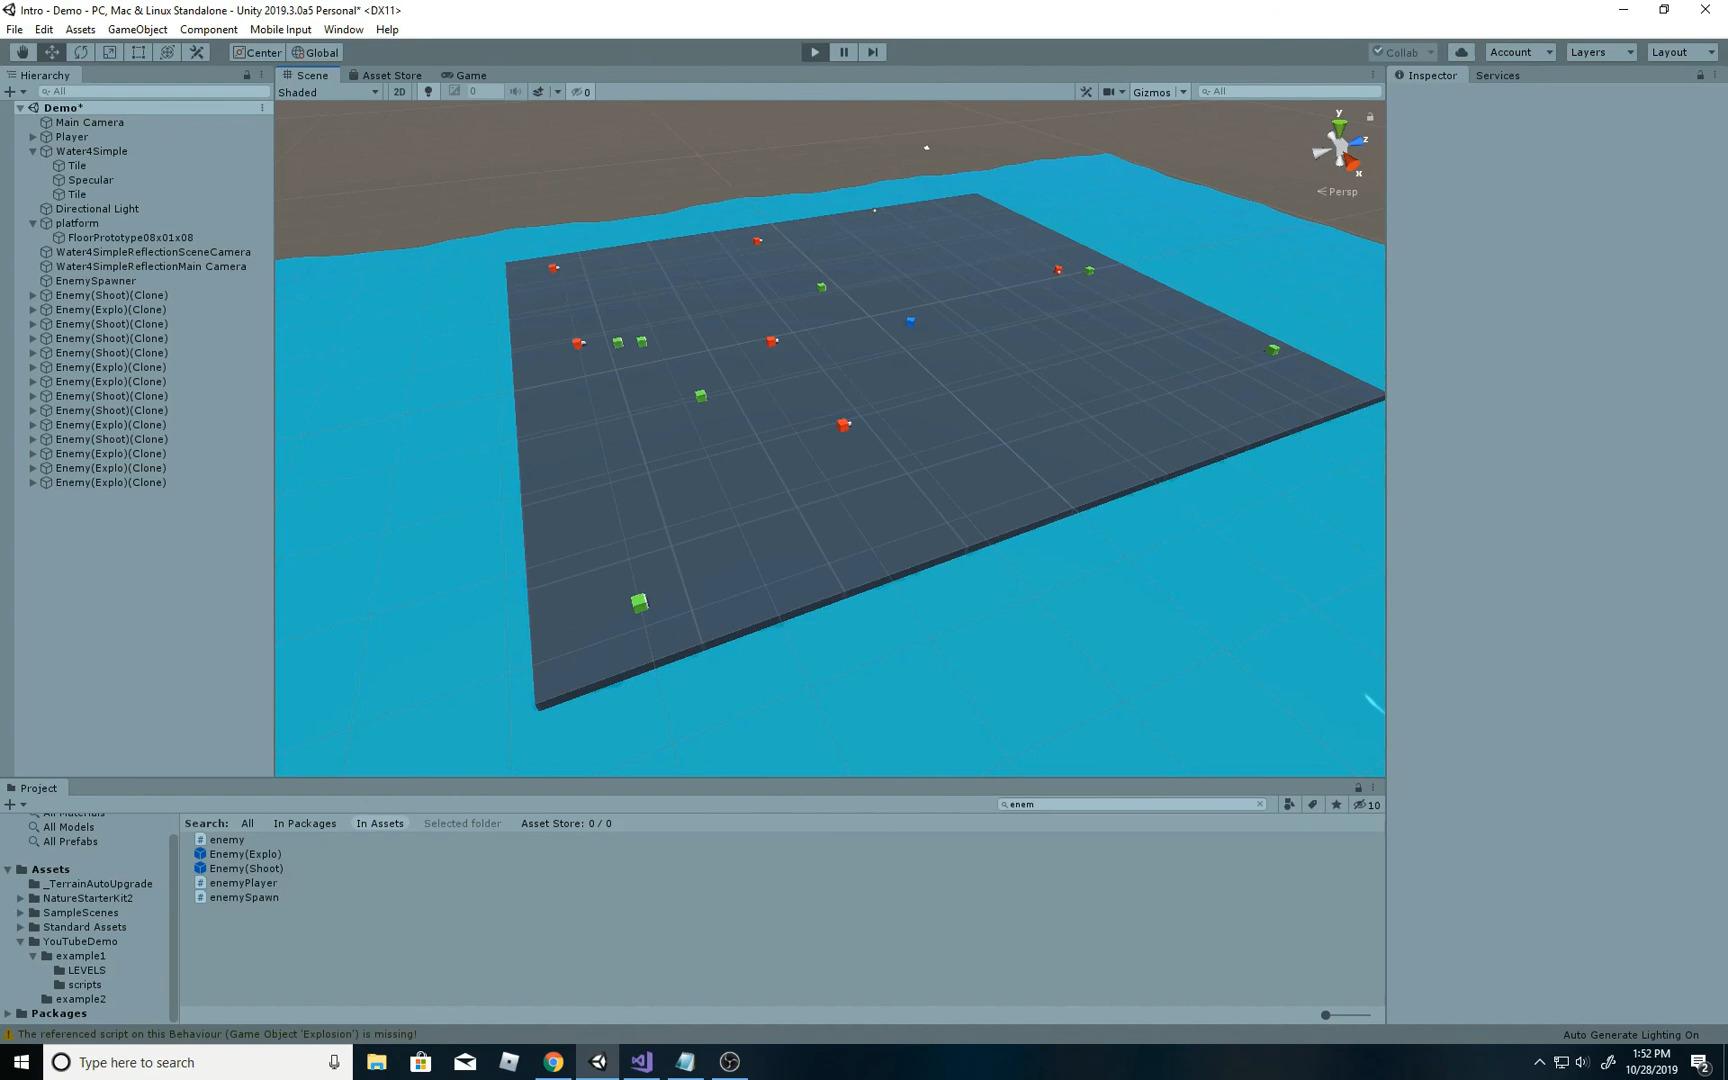 Intro - Demo - PC, Mac & Linux Standalone - Unity 2019.3.0a5 Personal* <DX11>
File Edit Assets GameObject Component Mobile Input Window Help
Center Global Collab Account Layers Layout
Hierarchy Scene Asset Store Game Inspector Services
All Shaded 2D 0 0 Gizmos All
Demo*
Main Camera
Player
Water4Simple
Tile
Specular
Tile
Directional Light
platform
FloorPrototype08x01x08
Water4SimpleReflectionSceneCamera
Water4SimpleReflectionMain Camera
EnemySpawner
Enemy(Shoot)(Clone)
Enemy(Explo)(Clone)
Enemy(Shoot)(Clone)
Enemy(Shoot)(Clone)
Enemy(Shoot)(Clone)
Enemy(Explo)(Clone)
Enemy(Explo)(Clone)
Enemy(Shoot)(Clone)
Enemy(Shoot)(Clone)
Enemy(Explo)(Clone)
Enemy(Shoot)(Clone)
Enemy(Explo)(Clone)
Enemy(Explo)(Clone)
Enemy(Explo)(Clone)
y
z
x
Persp
Project
enem
10
All Materials
All Models
All Prefabs
Assets
_TerrainAutoUpgrade
NatureStarterKit2
SampleScenes
Standard Assets
YouTubeDemo
example1
LEVELS
scripts
example2
Packages
Search: All In Packages In Assets Selected folder Asset Store: 0 / 0
enemy
Enemy(Explo)
Enemy(Shoot)
enemyPlayer
enemySpawn
The referenced script on this Behaviour (Game Object 'Explosion') is missing!
Auto Generate Lighting On
Type here to search
1:52 PM
10/28/2019
2